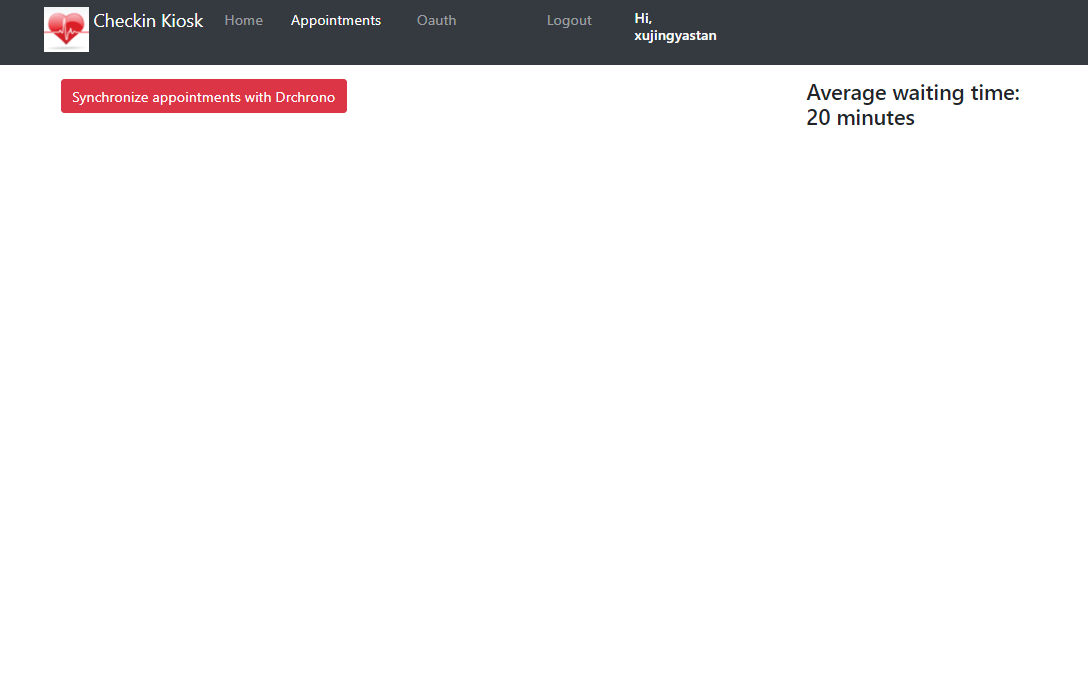 Checkin Kiosk Home Appointments Oauth Logout Hi,
xujingyastan
Synchronize appointments with Drchrono
Average waiting time:
20 minutes